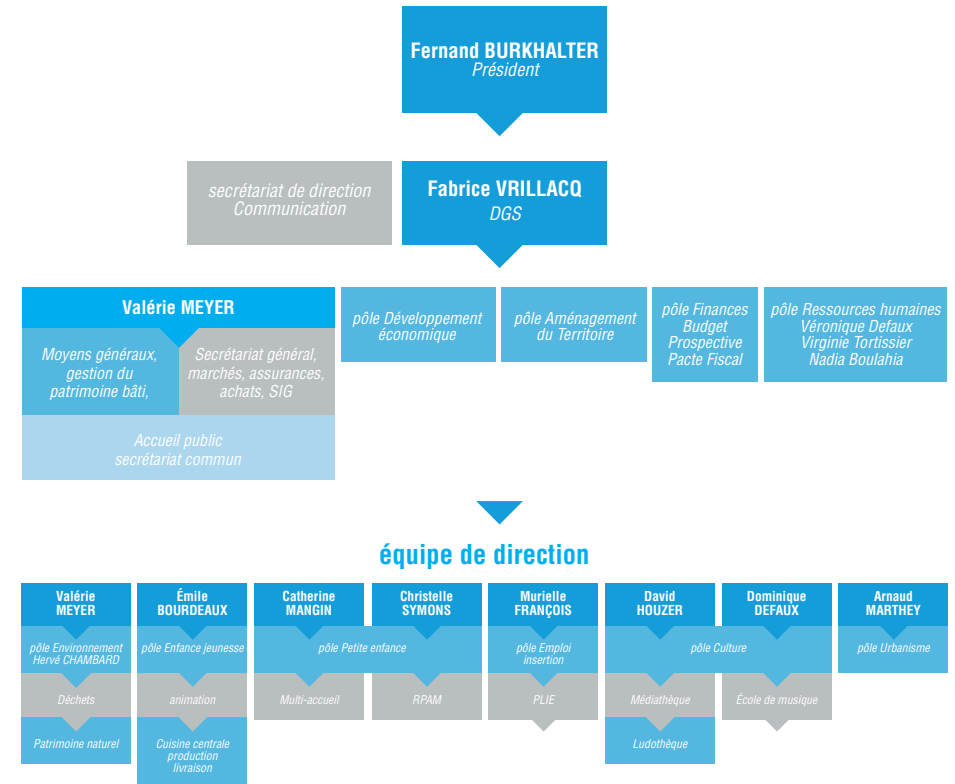 Fernand BURKHALTER
Président
secrétariat de direction
Communication
Fabrice VRILLACQ
DGS
Valérie MEYER
Moyens généraux,
gestion du
patrimoine bâti,
Secrétariat général,
marchés, assurances,
achats, SIG
Accueil public
secrétariat commun
pôle Développement
économique
pôle Aménagement
du Territoire
pôle Finances
Budget
Prospective
Pacte Fiscal
pôle Ressources humaines
Véronique Defaux
Virginie Tortissier
Nadia Boulahia
équipe de direction
Valérie
MEYER
pôle Environnement
Hervé CHAMBARD
Déchets
Patrimoine naturel
Émile
BOURDEAUX
pôle Enfance jeunesse
animation
Cuisine centrale
production
livraison
Catherine
MANGIN
Christelle
SYMONS
pôle Petite enfance
Multi-accueil
RPAM
Murielle
FRANÇOIS
pôle Emploi
insertion
PLIE
David
HOUZER
Dominique
DEFAUX
pôle Culture
Médiathèque
École de musique
Ludothèque
Arnaud
MARTHEY
pôle Urbanisme